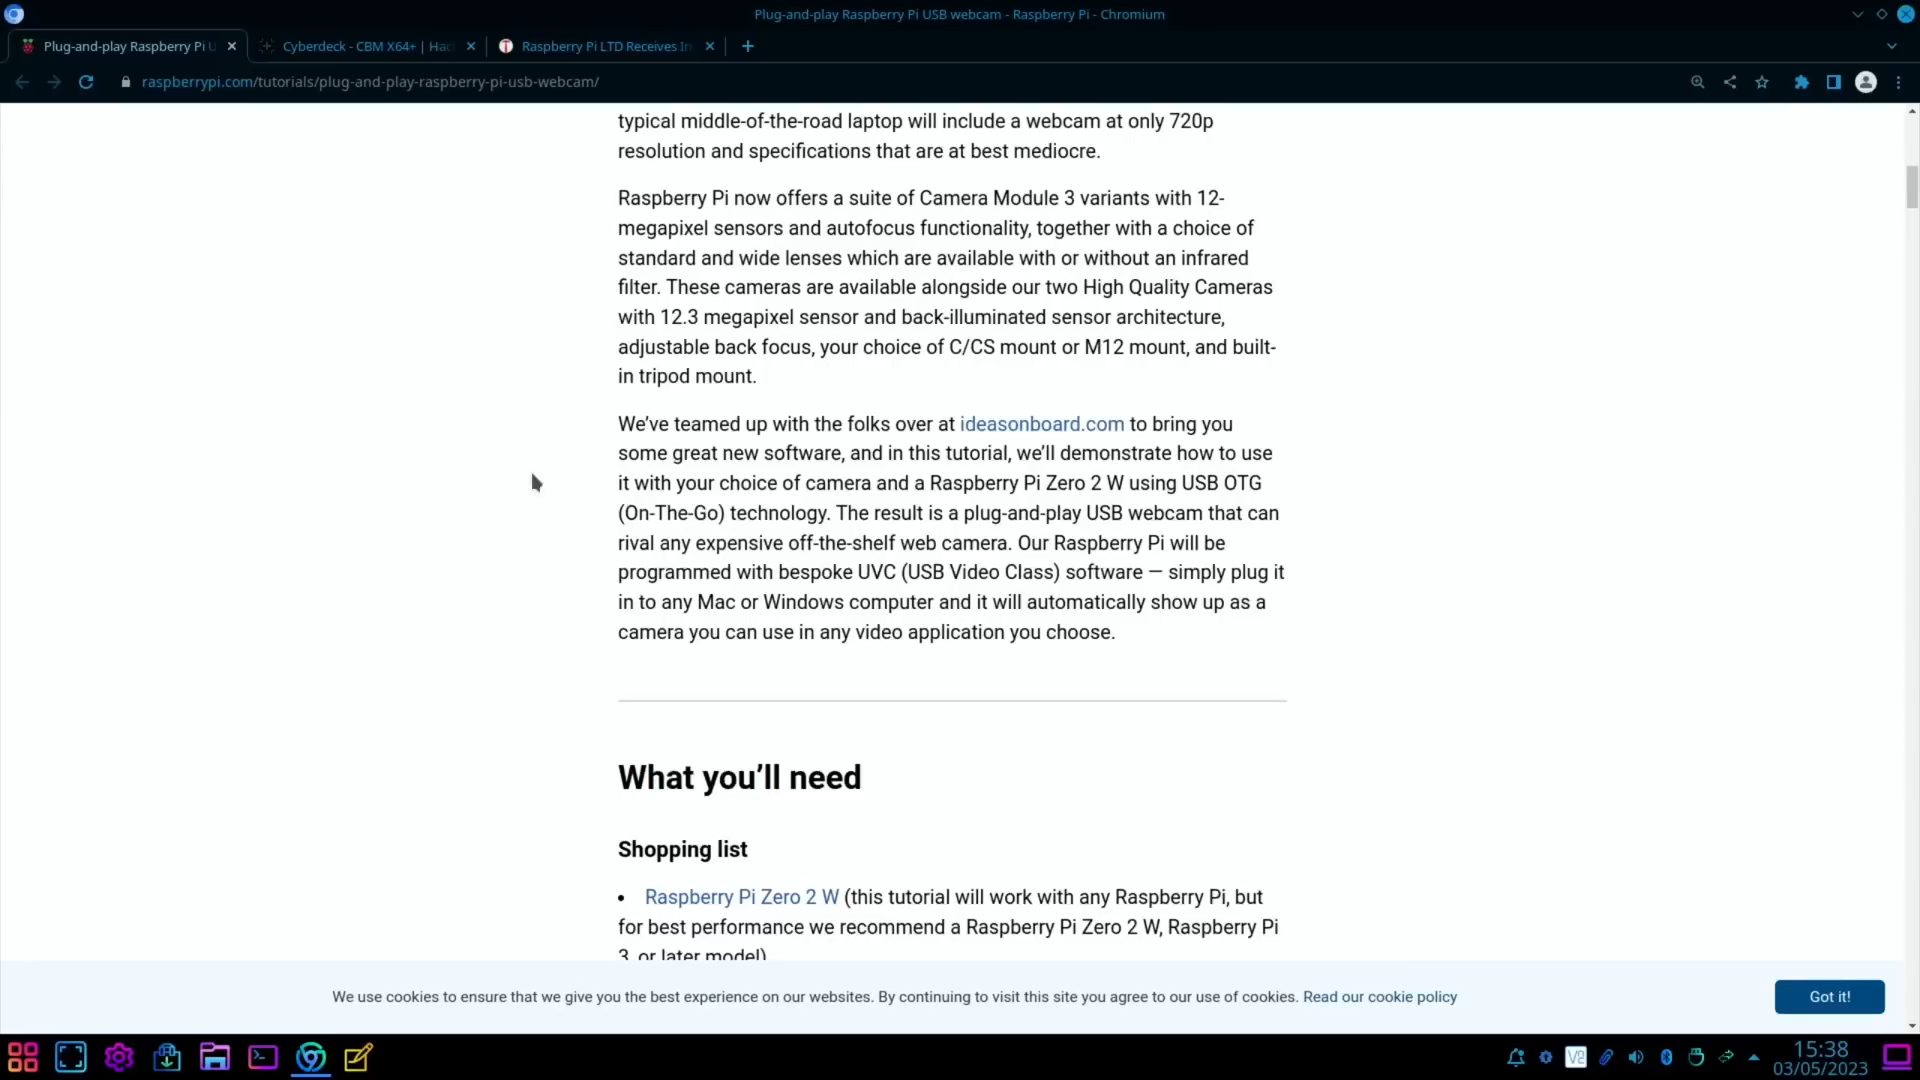 Plug-and-play Raspberry Pi USB webcam - Raspberry Pi - Chromium
Plug-and-play Raspberry Pi U
Cyberdeck - CBM X64+ | Hac
Raspberry Pi LTD Receives In
raspberrypi.com/tutorials/plug-and-play-raspberry-pi-usb-webcam/
typical middle-of-the-road laptop will include a webcam at only 720p
resolution and specifications that are at best mediocre.
Raspberry Pi now offers a suite of Camera Module 3 variants with 12-
megapixel sensors and autofocus functionality, together with a choice of
standard and wide lenses which are available with or without an infrared
filter. These cameras are available alongside our two High Quality Cameras
with 12.3 megapixel sensor and back-illuminated sensor architecture,
adjustable back focus, your choice of C/CS mount or M12 mount, and built-
in tripod mount.
We’ve teamed up with the folks over at ideasonboard.com to bring you
some great new software, and in this tutorial, we’ll demonstrate how to use
it with your choice of camera and a Raspberry Pi Zero 2 W using USB OTG
(On-The-Go) technology. The result is a plug-and-play USB webcam that can
rival any expensive off-the-shelf web camera. Our Raspberry Pi will be
programmed with bespoke UVC (USB Video Class) software — simply plug it
in to any Mac or Windows computer and it will automatically show up as a
camera you can use in any video application you choose.
What you’ll need
Shopping list
• Raspberry Pi Zero 2 W (this tutorial will work with any Raspberry Pi, but
for best performance we recommend a Raspberry Pi Zero 2 W, Raspberry Pi
3, or later model)
We use cookies to ensure that we give you the best experience on our websites. By continuing to visit this site you agree to our use of cookies. Read our cookie policy
Got it!
15:38
03/05/2023